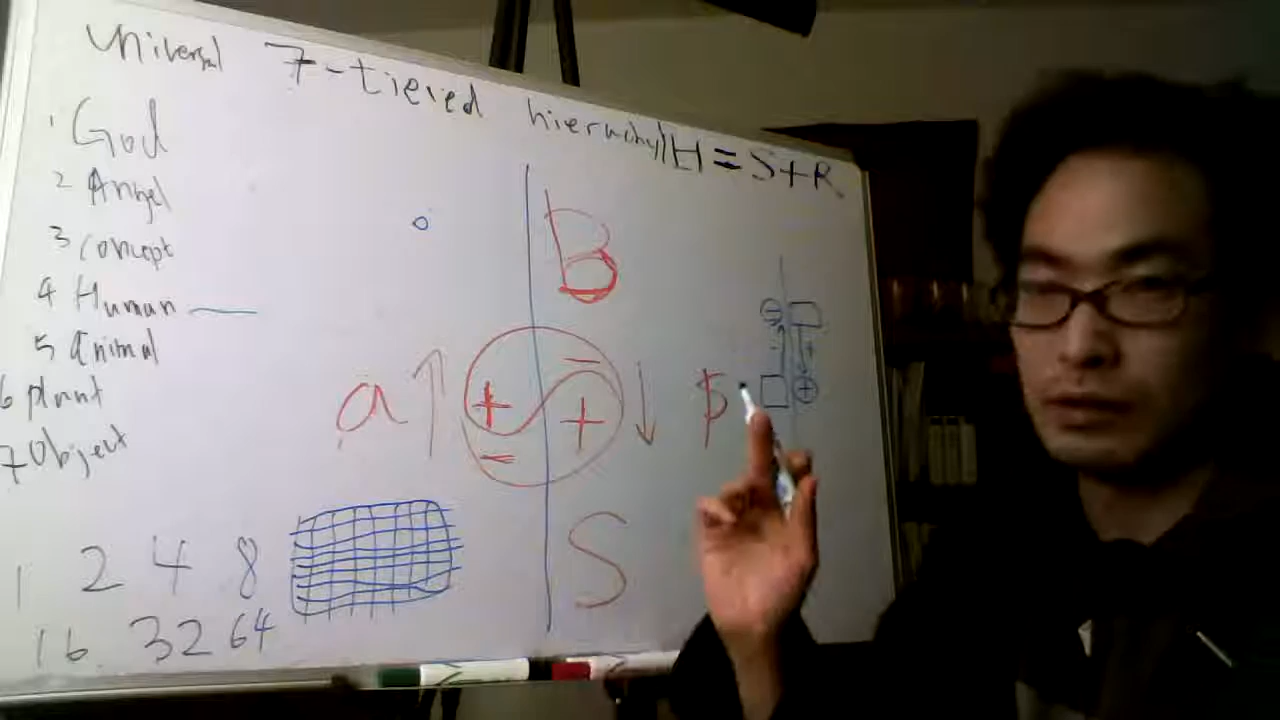 Universal 7-tiered hierarchy H = S+R
1 God
2 Angel
3 Concept
4 Human
5 Animal
6 Plant
7 Object
B
a ↑ + − + − ↓ $
− +
S
1 2 4 8
16 32 64